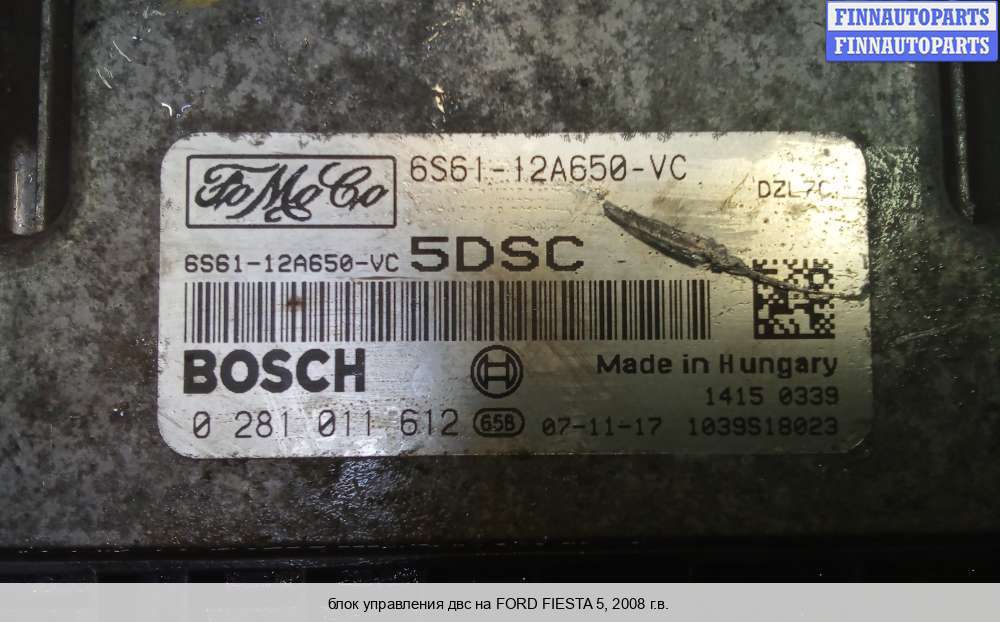 FINNAUTOPARTS
FINNAUTOPARTS
FoMoCo
6S61-12A650-VC
DZL7C
6S61-12A650-VC 5DSC
BOSCH
Made in Hungary
1415 0339
0 281 011 612 65B 07-11-17 1039S18023
блок управления двс на FORD FIESTA 5, 2008 г.в.